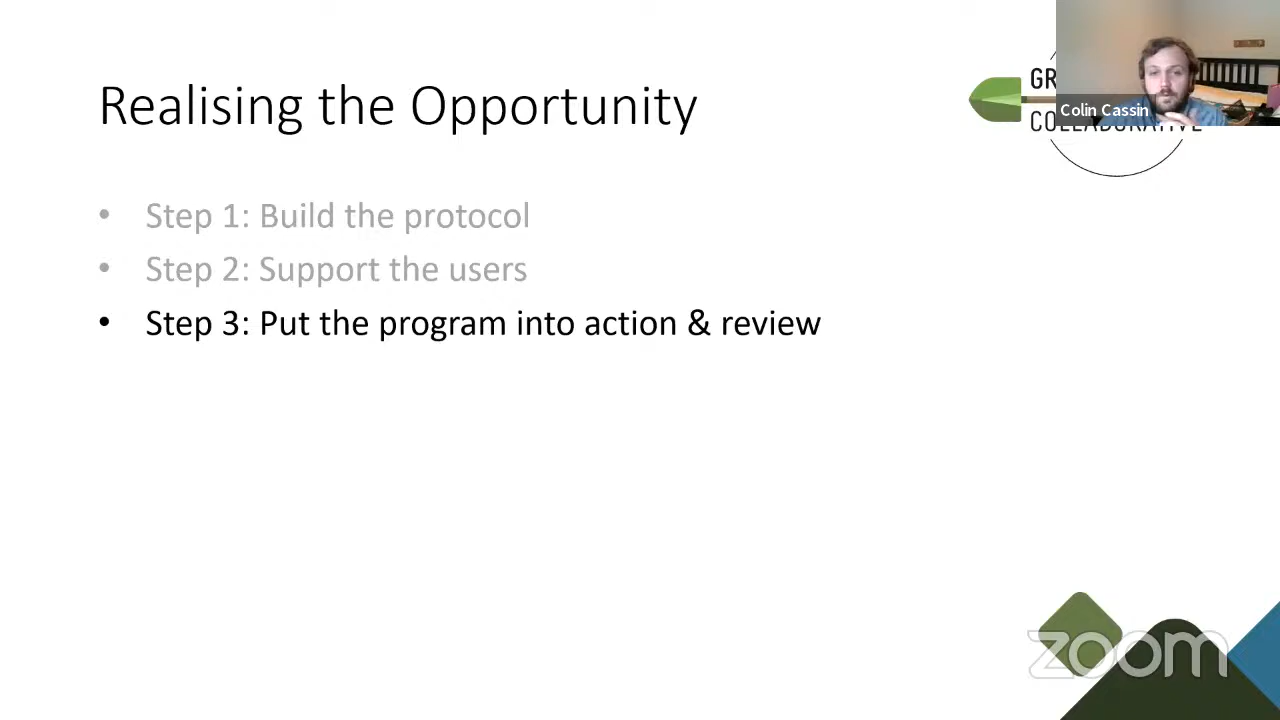 Realising the Opportunity
Colin Cassin
• Step 1: Build the protocol
• Step 2: Support the users
• Step 3: Put the program into action & review
zoom